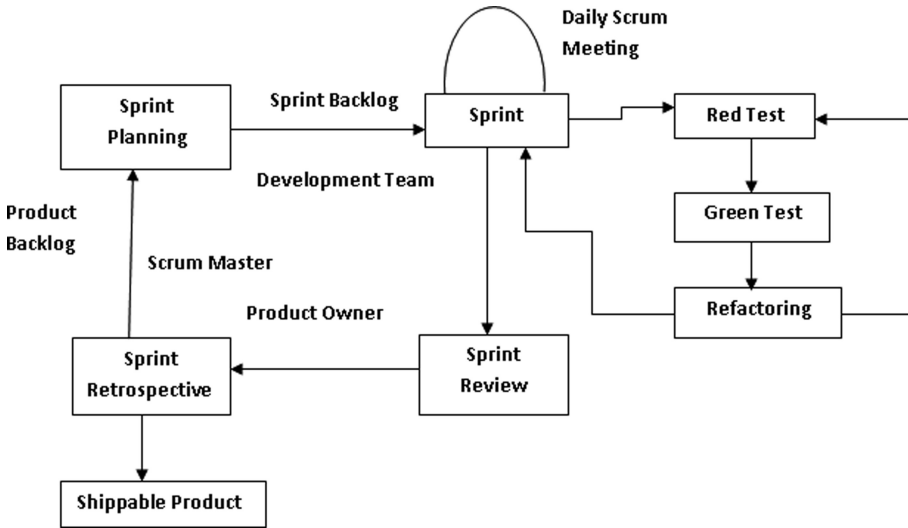 Daily Scrum
Meeting
Sprint
Planning
Sprint Backlog
Sprint
Red Test
Development Team
Product
Backlog
Green Test
Scrum Master
Product Owner
Refactoring
Sprint
Retrospective
Sprint
Review
Shippable Product